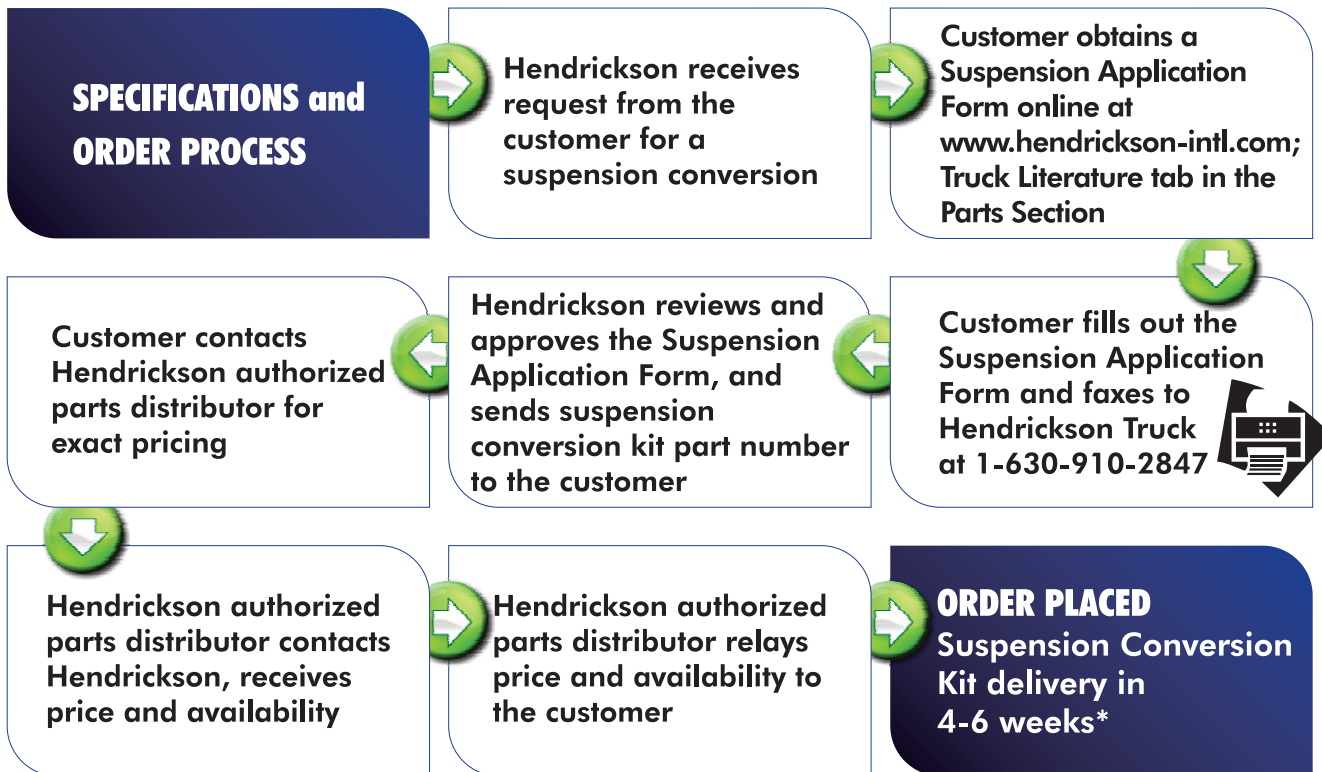 SPECIFICATIONS and
ORDER PROCESS
Hendrickson receives
request from the
customer for a
suspension conversion
Customer obtains a
Suspension Application
Form online at
www.hendrickson-intl.com;
Truck Literature tab in the
Parts Section
Customer fills out the
Suspension Application
Form and faxes to
Hendrickson Truck
at 1-630-910-2847
Hendrickson reviews and
approves the Suspension
Application Form, and
sends suspension
conversion kit part number
to the customer
Customer contacts
Hendrickson authorized
parts distributor for
exact pricing
Hendrickson authorized
parts distributor contacts
Hendrickson, receives
price and availability
Hendrickson authorized
parts distributor relays
price and availability to
the customer
ORDER PLACED
Suspension Conversion
Kit delivery in
4-6 weeks*